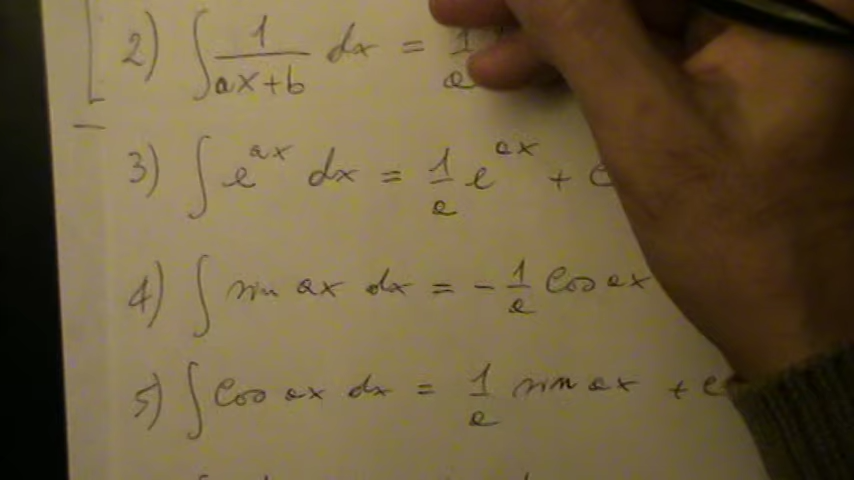 2) ∫ 1/(ax+b) dx = 1/a
3) ∫ e^ax dx = 1/a e^ax + c
4) ∫ sin ax dx = - 1/a cos ax
5) ∫ cos ax dx = 1/a sin ax + c